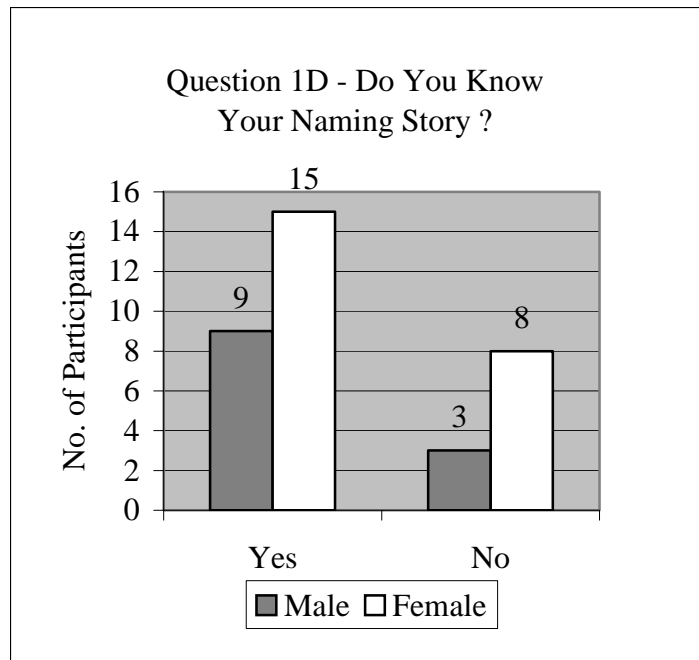 Question 1D - Do You Know
Your Naming Story ?
No. of Participants
16
14
12
10
8
6
4
2
0
9
15
3
8
Yes
No
Male
Female